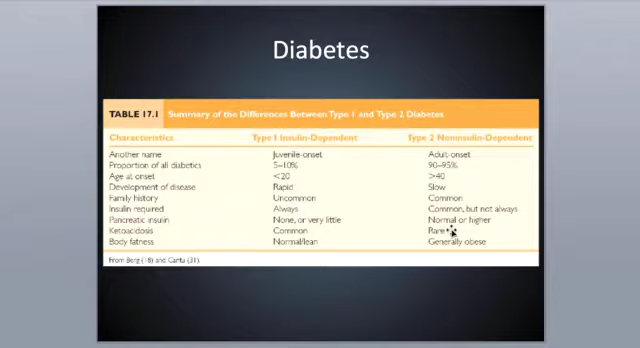 Diabetes
TABLE 17.1 Summary of the Differences Between Type 1 and Type 2 Diabetes
Characteristics Type 1 Insulin-Dependent Type 2 Noninsulin-Dependent
Another name Juvenile-onset Adult-onset
Proportion of all diabetics 5–10% 90–95%
Age at onset <20 >40
Development of disease Rapid Slow
Family history Uncommon Common
Insulin required Always Common, but not always
Pancreatic insulin None, or very little Normal or higher
Ketoacidosis Common Rare
Body fatness Normal/lean Generally obese
From Berg (18) and Cantu (31).